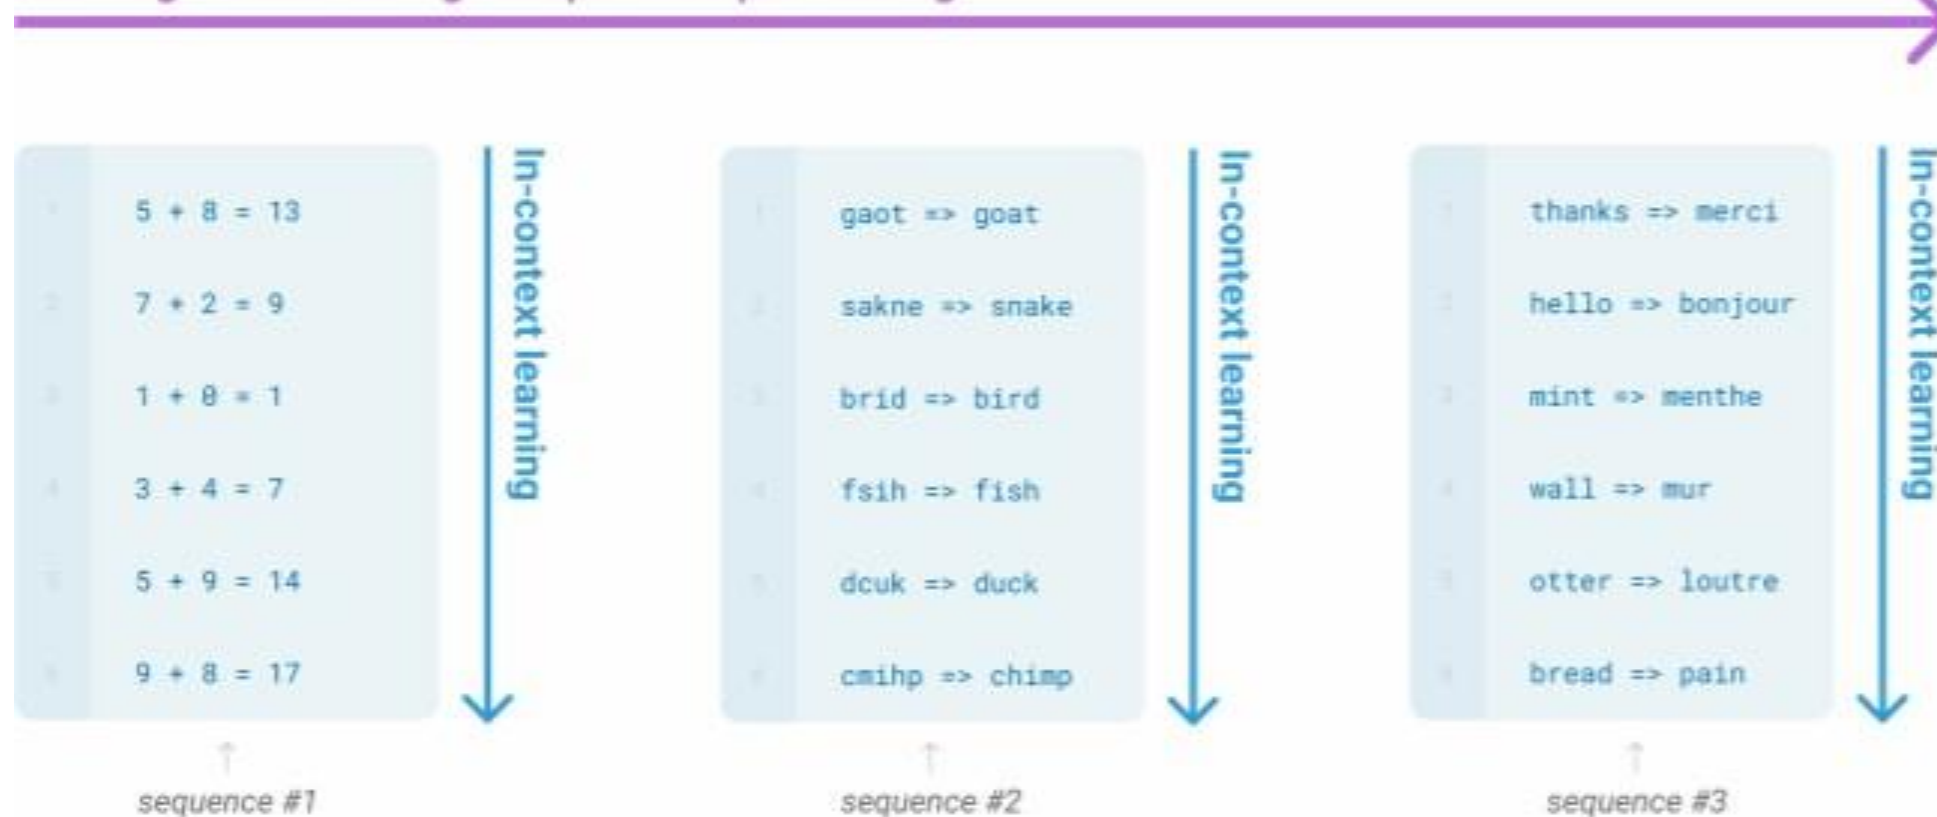 5 + 8 = 13
7 + 2 = 9
1 + 0 = 1
3 + 4 = 7
5 + 9 = 14
9 + 8 = 17
In-context learning
sequence #1
gaot => goat
sakne => snake
brid => bird
fsih => fish
dcuk => duck
cmihp => chimp
In-context learning
sequence #2
thanks => merci
hello => bonjour
mint => menthe
wall => mur
otter => loutre
bread => pain
In-context learning
sequence #3